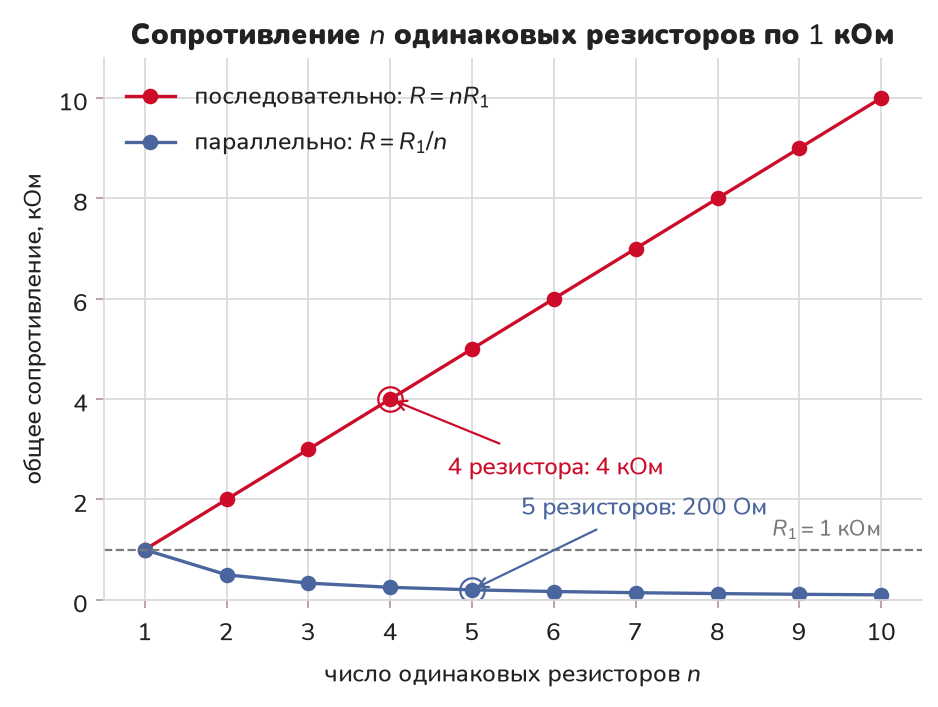 Сопротивление n одинаковых резисторов по 1 кОм
последовательно: R = nR₁
параллельно: R = R₁/n
общее сопротивление, кОм
10
8
6
4
2
0
4 резистора: 4 кОм
5 резисторов: 200 Ом
R₁ = 1 кОм
1 2 3 4 5 6 7 8 9 10
число одинаковых резисторов n